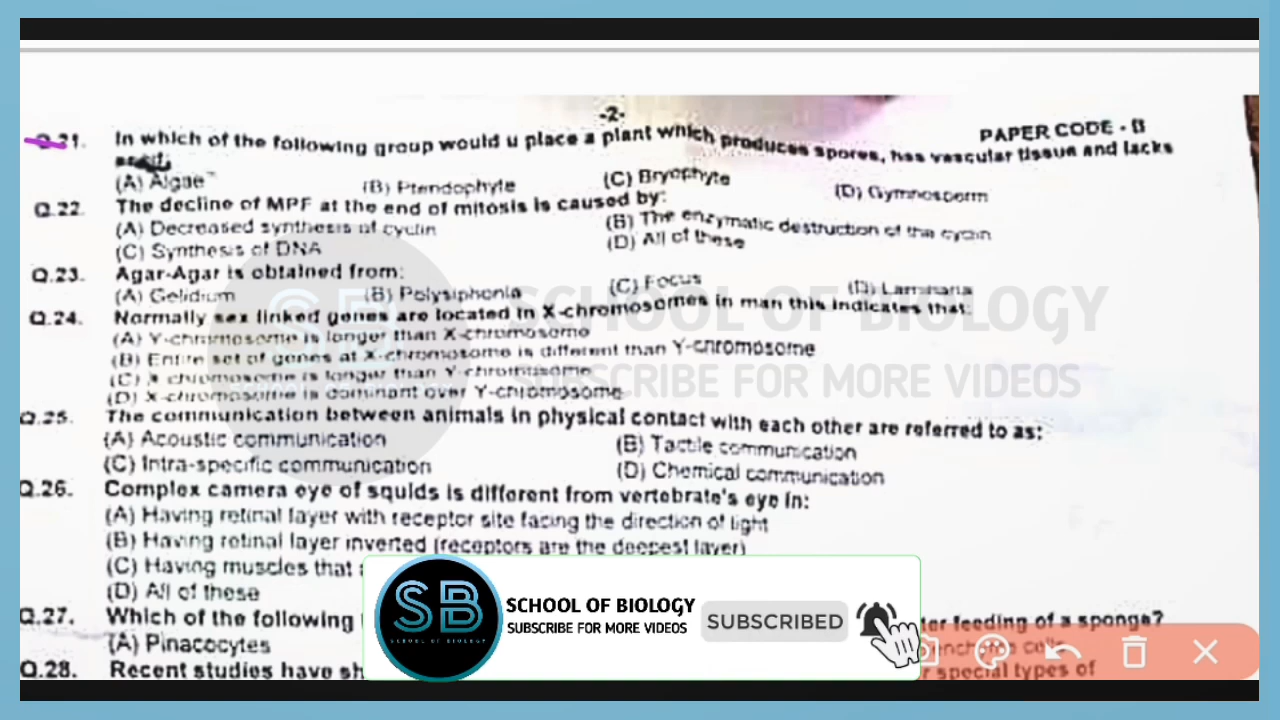 -2-
PAPER CODE - B
Q.21. In which of the following group would u place a plant which produces spores, has vascular tissue and lacks
(A) Algae (B) Pteridophyte (C) Bryophyte (D) Gymnosperm
Q.22. The decline of MPF at the end of mitosis is caused by:
(A) Decreased synthesis of cyclin (B) The enzymatic destruction of the cyclin
(C) Synthesis of DNA (D) All of these
Q.23. Agar-Agar is obtained from:
(A) Gelidium (B) Polysiphonia (C) Focus (D) Laminaria
Q.24. Normally sex linked genes are located in X-chromosomes in man this indicates that:
(A) Y-chromosome is longer than X-chromosome
(B) Entire set of genes at X-chromosome is different than Y-chromosome
(C) X chromosome is longer than Y-chromosome
(D) X-chromosome is dominant over Y-chromosome
Q.25. The communication between animals in physical contact with each other are referred to as:
(A) Acoustic communication (B) Tactile communication
(C) Intra-specific communication (D) Chemical communication
Q.26. Complex camera eye of squids is different from vertebrate's eye in:
(A) Having retinal layer with receptor site facing the direction of light
(B) Having retinal layer inverted (receptors are the deepest layer)
(C) Having muscles that
(D) All of these
Q.27. Which of the following feeding of a sponge?
(A) Pinacocytes
Q.28. Recent studies have special types of
SCHOOL OF BIOLOGY
SUBSCRIBE FOR MORE VIDEOS
SB
SCHOOL OF BIOLOGY
SCHOOL OF BIOLOGY
SUBSCRIBE FOR MORE VIDEOS
SUBSCRIBED